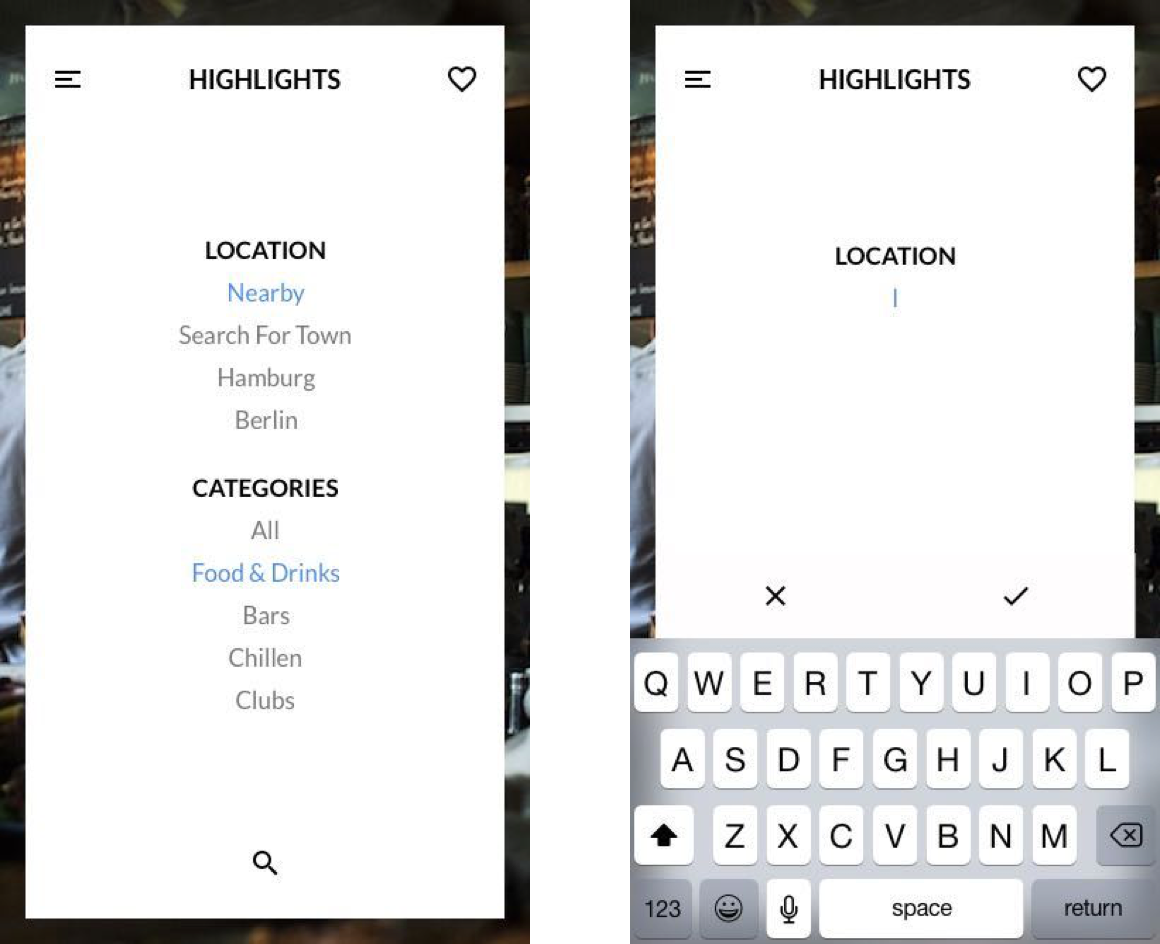 HIGHLIGHTS
LOCATION
Nearby
Search For Town
Hamburg
Berlin
CATEGORIES
All
Food & Drinks
Bars
Chillen
Clubs
HIGHLIGHTS
LOCATION
Q W E R T Y U I O P
A S D F G H J K L
Z X C V B N M
123 space return